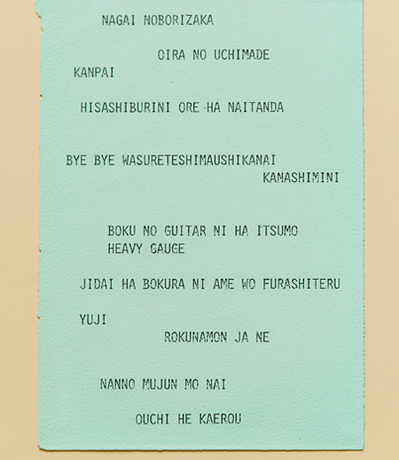 NAGAI NOBORIZAKA
OIRA NO UCHIMADE
KANPAI
HISASHIBURINI ORE HA NAITANDA
BYE BYE WASURETESHIMAUSHIKANAI
KANASHIMINI
BOKU NO GUITAR NI HA ITSUMO
HEAVY GAUGE
JIDAI HA BOKURA NI AME WO FURASHITERU
YUJI
ROKUNAMON JA NE
NANNO MUJUN MO NAI
OUCHI HE KAEROU